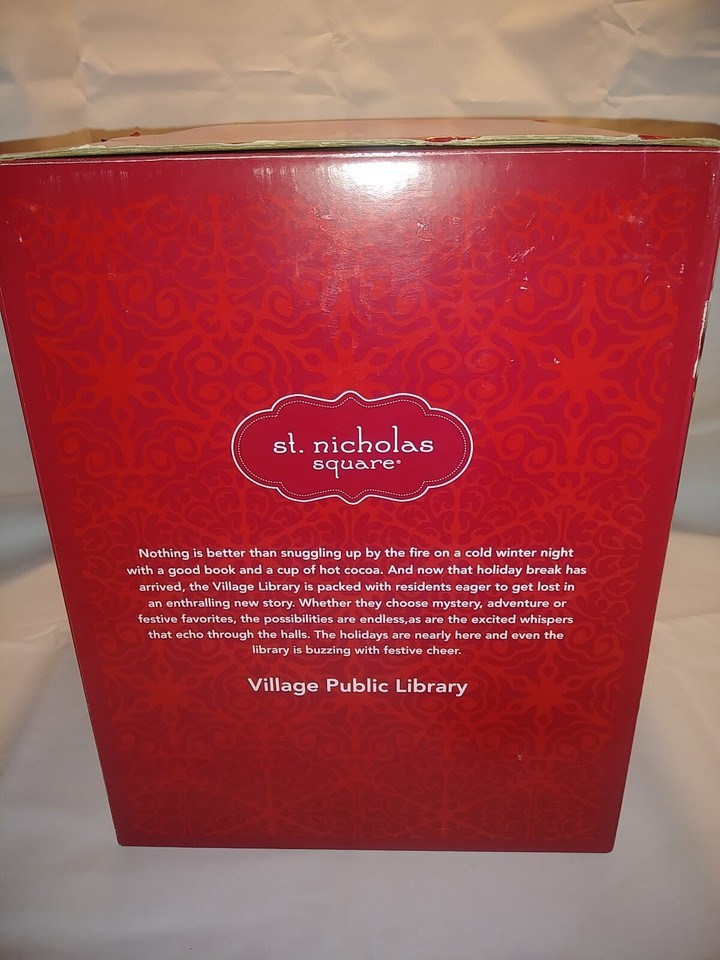 st. nicholas
square®
Nothing is better than snuggling up by the fire on a cold winter night
with a good book and a cup of hot cocoa. And now that holiday break has
arrived, the Village Library is packed with residents eager to get lost in
an enthralling new story. Whether they choose mystery, adventure or
festive favorites, the possibilities are endless,as are the excited whispers
that echo through the halls. The holidays are nearly here and even the
library is buzzing with festive cheer.
Village Public Library